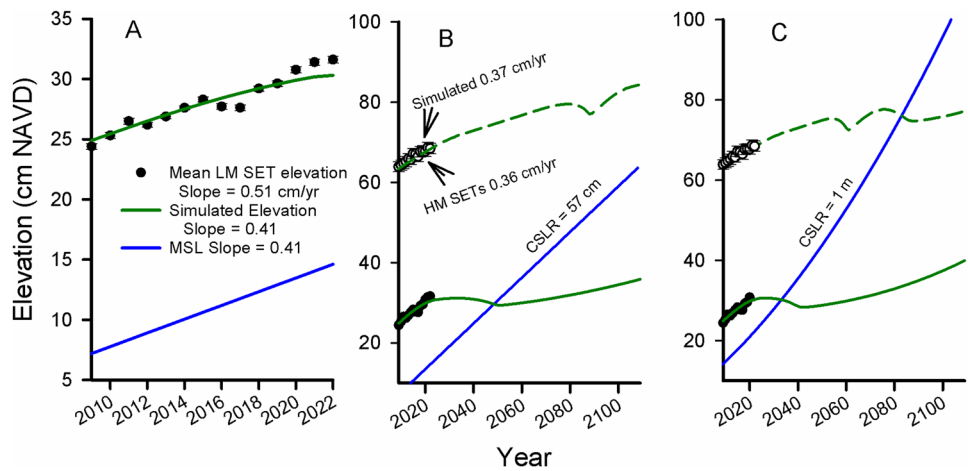 A
B
C
Elevation (cm NAVD)
35
30
25
20
15
10
5
Mean LM SET elevation
Slope = 0.51 cm/yr
Simulated Elevation
Slope = 0.41
MSL Slope = 0.41
2010
2012
2014
2016
2018
2020
2022
100
80
60
40
20
Simulated 0.37 cm/yr
HM SETs 0.36 cm/yr
CSLR = 57 cm
2020
2040
2060
2080
2100
100
80
60
40
20
CSLR = 1 m
2020
2040
2060
2080
2100
Year